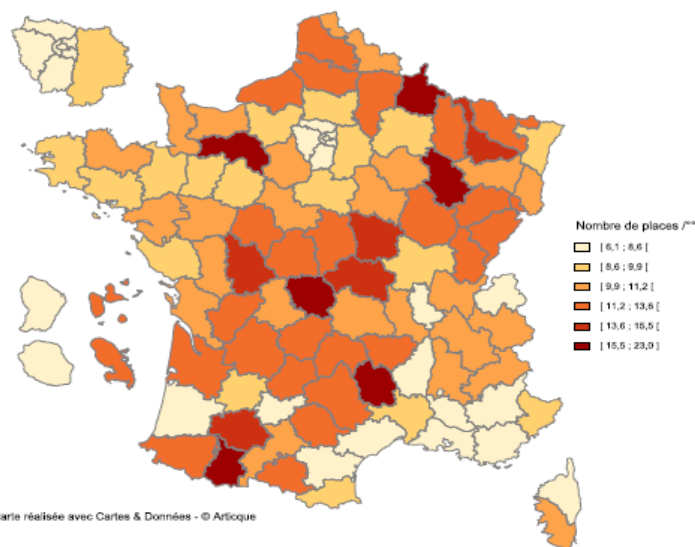 Nombre de places /°°
[ 6,1 ; 8,6 [
[ 8,6 ; 9,9 [
[ 9,9 ; 11,2 [
[ 11,2 ; 13,6 [
[ 13,6 ; 15,5 [
[ 15,5 ; 23,0 ]
arte réalisée avec Cartes & Données - © Articque